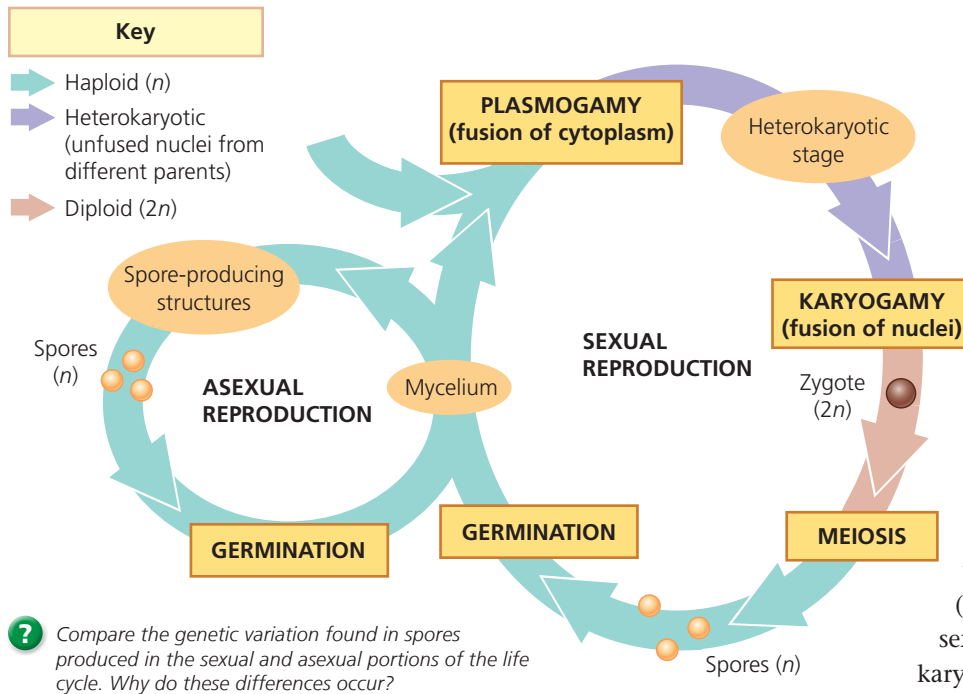 Key
Haploid (n)
Heterokaryotic
(unfused nuclei from
different parents)
Diploid (2n)
PLASMOGAMY
(fusion of cytoplasm)
Heterokaryotic
stage
Spore-producing
structures
KARYOGAMY
(fusion of nuclei)
Spores
(n)
ASEXUAL
REPRODUCTION
Mycelium
SEXUAL
REPRODUCTION
Zygote
(2n)
GERMINATION
GERMINATION
MEIOSIS
Spores (n)
? Compare the genetic variation found in spores
produced in the sexual and asexual portions of the life
cycle. Why do these differences occur?
(
sex
kary